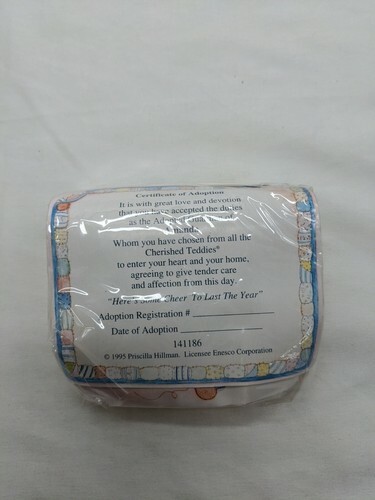 Certificate of Adoption
It is with great love and devotion
that you have accepted the duties
as the Adoptive Guardian of
Whom you have chosen from all the
Cherished Teddies®
to enter your heart and your home,
agreeing to give tender care
and affection from this day.
"Here's Some Cheer To Last The Year"
Adoption Registration #
Date of Adoption
141186
© 1995 Priscilla Hillman. Licensee Enesco Corporation